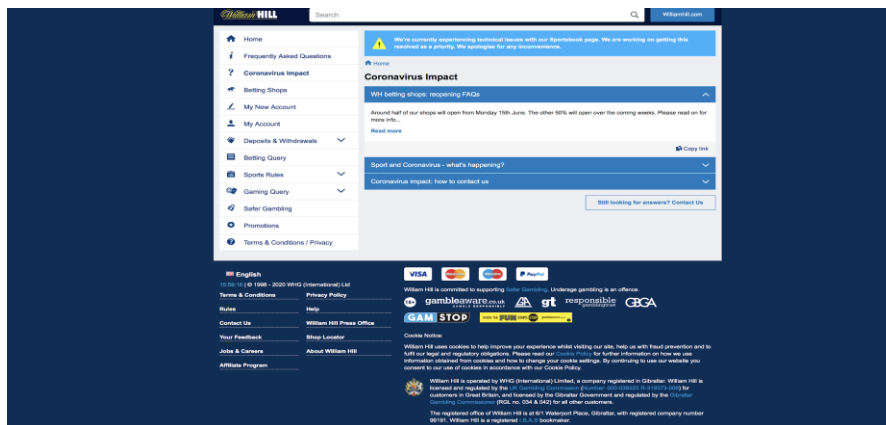 William HILL
Search
Williamhill.com
Home
Frequently Asked Questions
Coronavirus Impact
Betting Shops
My New Account
My Account
Deposits & Withdrawals
Betting Query
Sports Rules
Gaming Query
Safer Gambling
Promotions
Terms & Conditions / Privacy
We're currently experiencing technical issues with our Sportsbook page. We are working on getting this
resolved as a priority. We apologise for any inconvenience.
Home
Coronavirus Impact
WH betting shops: reopening FAQs
Around half of our shops will open from Monday 15th June. The other 50% will open over the coming weeks. Please read on for
more info...
Read more
Copy link
Sport and Coronavirus - what's happening?
Coronavirus impact: how to contact us
Still looking for answers? Contact Us
English
| © 1998 - 2020 WHG (International) Ltd
Terms & Conditions
Privacy Policy
Rules
Help
Contact Us
William Hill Press Office
Your Feedback
Shop Locator
Jobs & Careers
About William Hill
Affiliate Program
VISA
PayPal
William Hill is committed to supporting Safer Gambling. Underage gambling is an offence.
18+
gambleaware.co.uk
gt
responsible
gamblingtrust
GBGA
GAMSTOP
WHEN THE FUN STOPS STOP
Cookie Notice:
William Hill uses cookies to help improve your experience whilst visiting our site, help us with fraud prevention and to
fulfil our legal and regulatory obligations. Please read our Cookie Policy for further information on how we use
information obtained from cookies and how to change your cookie settings. By continuing to use our website you
consent to our use of cookies in accordance with our Cookie Policy.
William Hill is operated by WHG (International) Limited, a company registered in Gibraltar. William Hill is
licensed and regulated by the UK Gambling Commission for
customers in Great Britain, and licensed by the Gibraltar Government and regulated by the Gibraltar
Gambling Commissioner (RGL no. 034 & 042) for all other customers.
The registered office of William Hill is at 6/1 Waterport Place, Gibraltar, with registered company number
99191. William Hill is a registered I.B.A.S bookmaker.